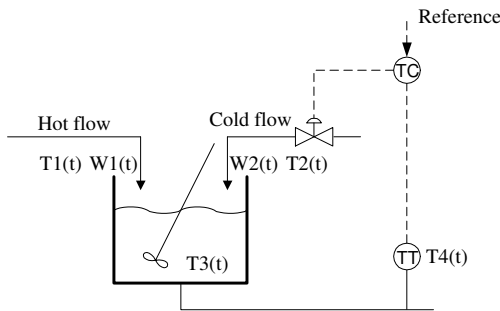 Reference
TC
Hot flow
Cold flow
T1(t) W1(t)
W2(t) T2(t)
T3(t)
TT
T4(t)